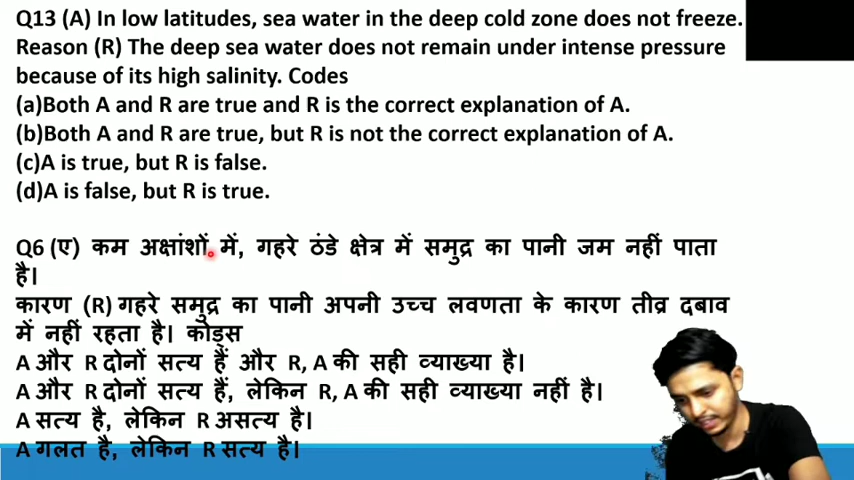 Q13 (A) In low latitudes, sea water in the deep cold zone does not freeze.
Reason (R) The deep sea water does not remain under intense pressure
because of its high salinity. Codes
(a)Both A and R are true and R is the correct explanation of A.
(b)Both A and R are true, but R is not the correct explanation of A.
(c)A is true, but R is false.
(d)A is false, but R is true.
Q6 (ए) कम अक्षांशों में, गहरे ठंडे क्षेत्र में समुद्र का पानी जम नहीं पाता
है।
कारण (R) गहरे समुद्र का पानी अपनी उच्च लवणता के कारण तीव्र दबाव
में नहीं रहता है। कोड्स
A और R दोनों सत्य हैं और R, A की सही व्याख्या है।
A और R दोनों सत्य हैं, लेकिन R, A की सही व्याख्या नहीं है।
A सत्य है, लेकिन R असत्य है।
A गलत है, लेकिन R सत्य है।